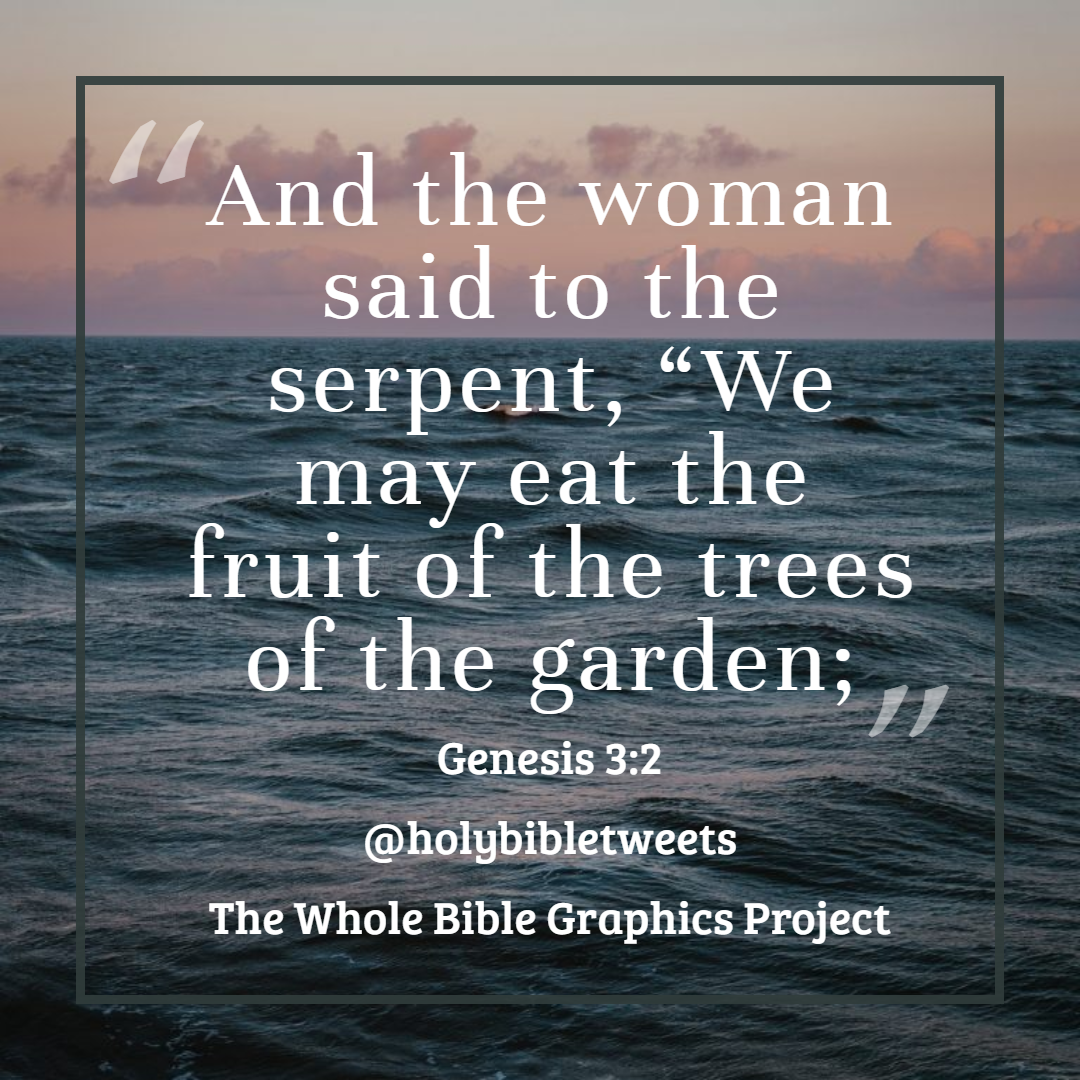 “
And the woman
said to the
serpent, “We
may eat the
fruit of the trees
of the garden;
”
Genesis 3:2
@holybibletweets
The Whole Bible Graphics Project